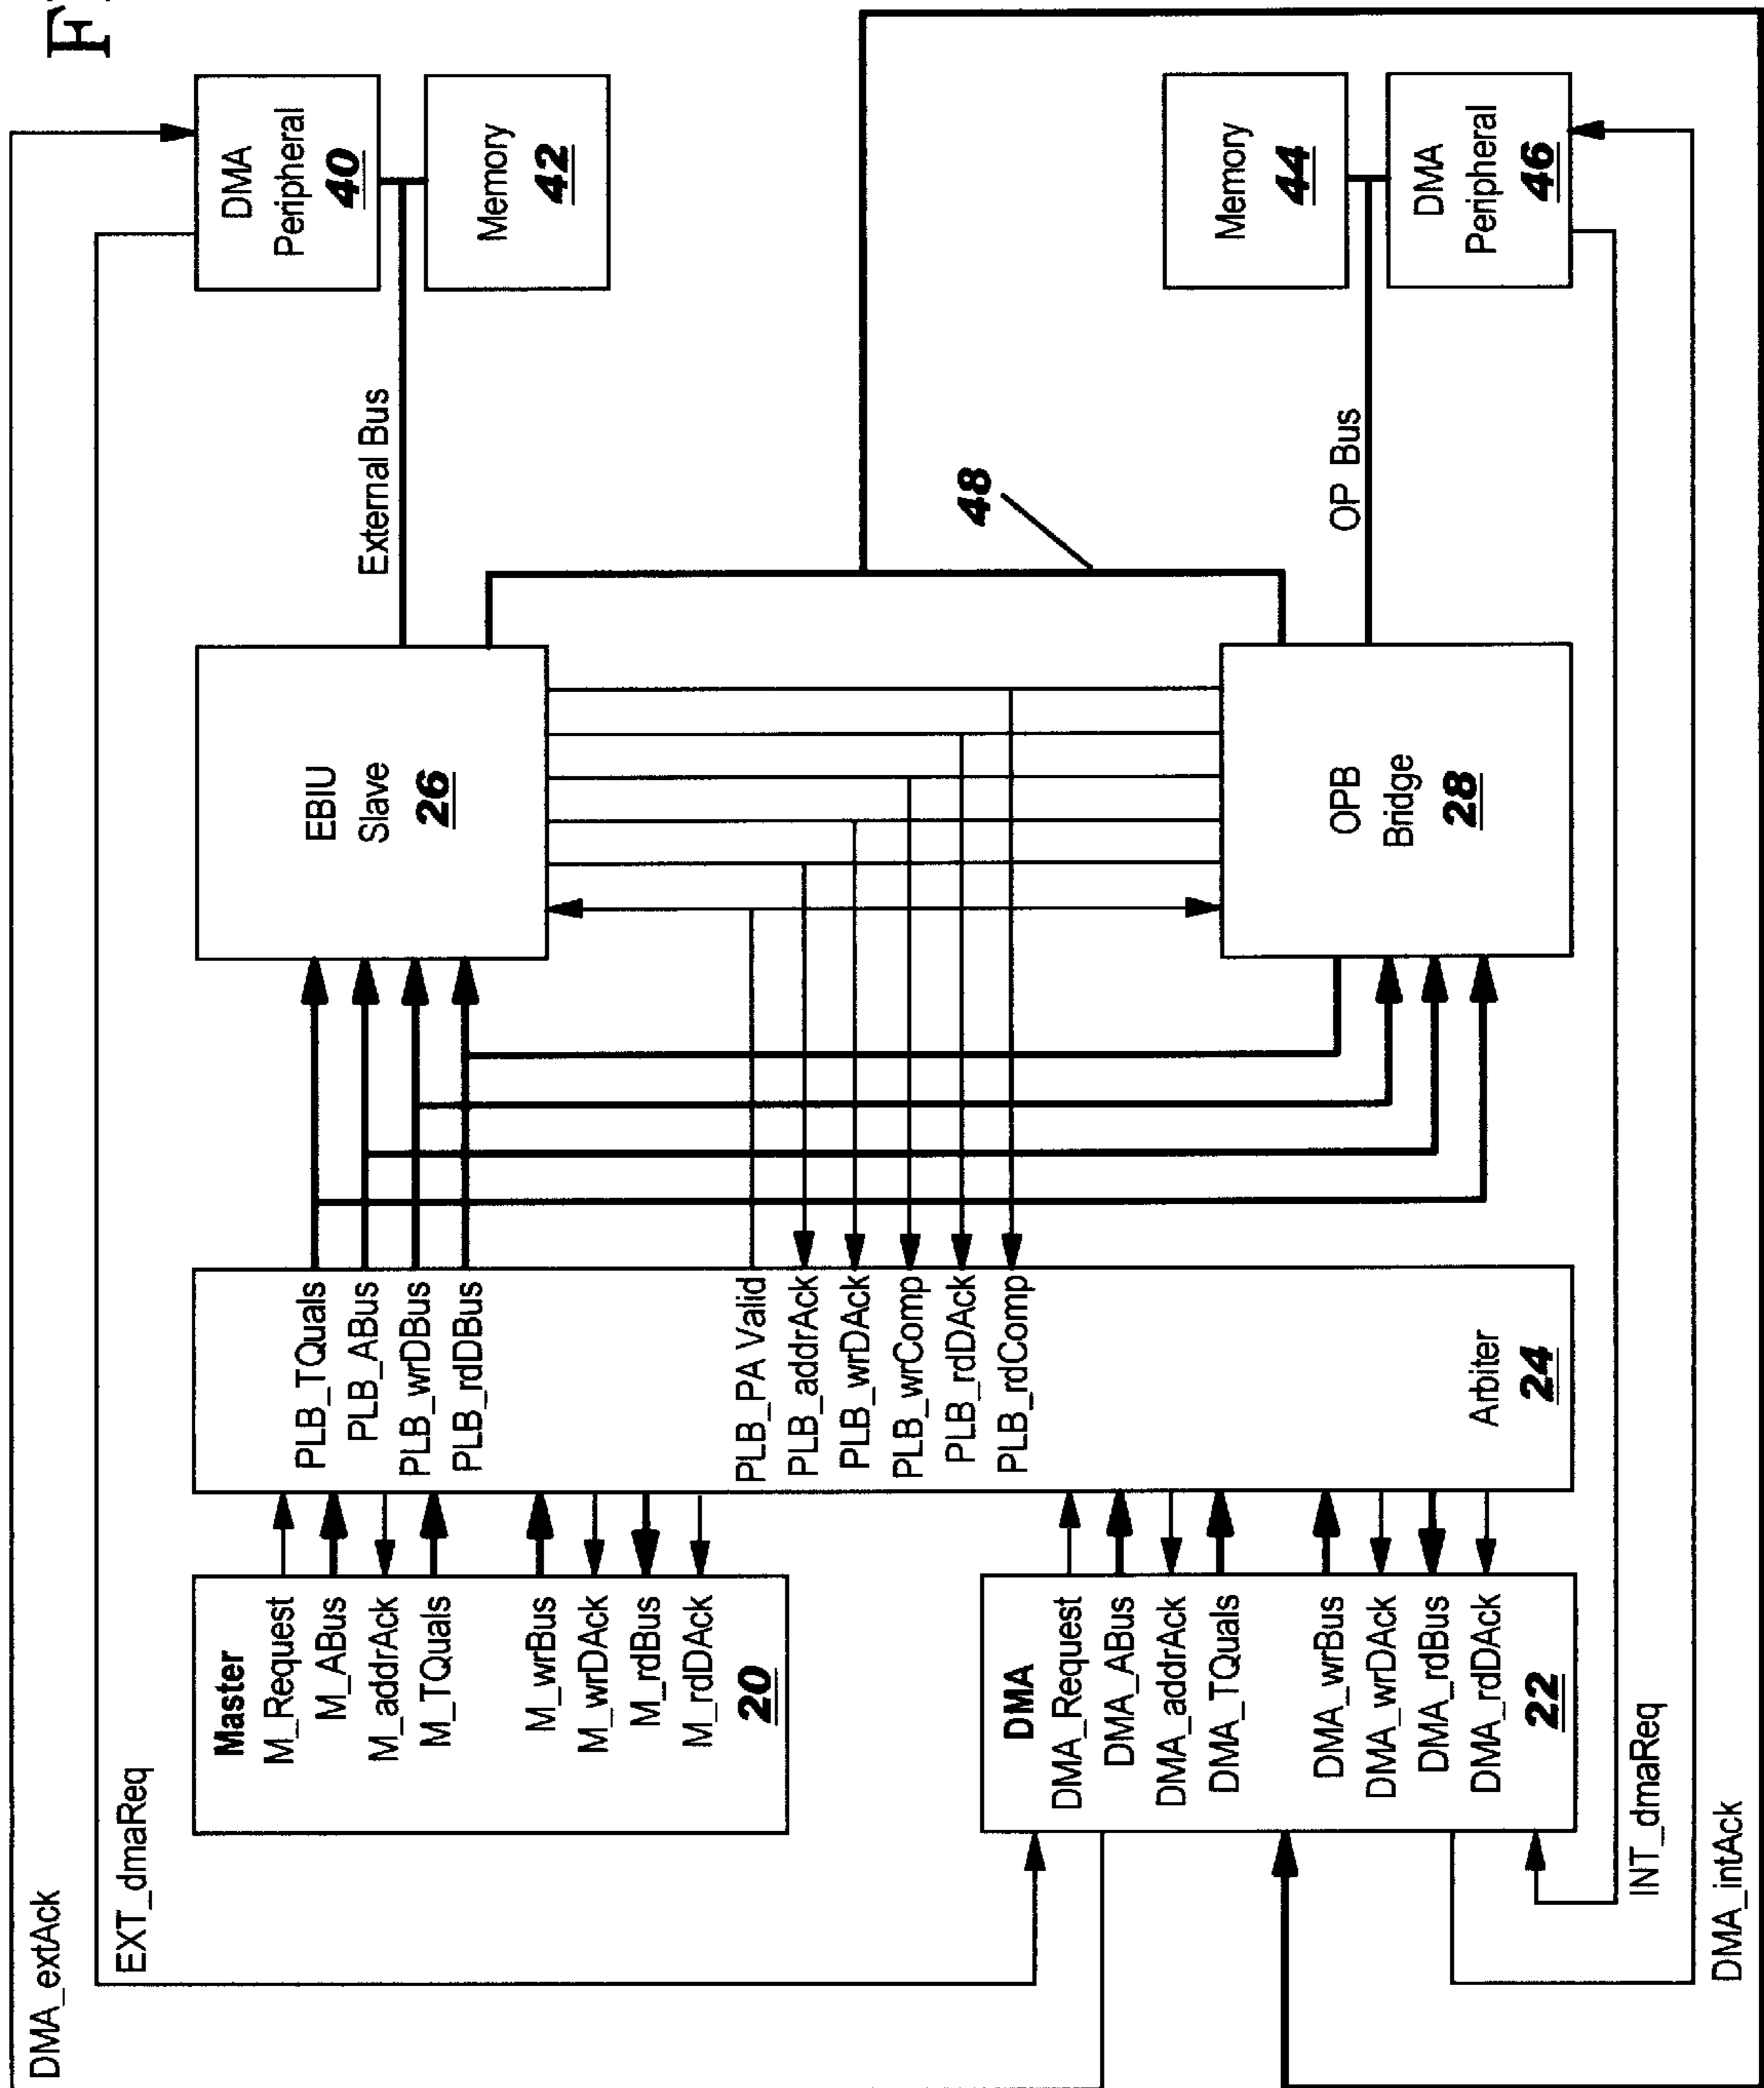 F
DMA_extAck
EXT_dmaReq
Master
M_Request
M_ABus
M_addrAck
M_TQuals
M_wrBus
M_wrDAck
M_rdBus
M_rdDAck
20
DMA
DMA_Request
DMA_ABus
DMA_addrAck
DMA_TQuals
DMA_wrBus
DMA_wrDAck
DMA_rdBus
DMA_rdDAck
22
INT_dmaReq
DMA_intAck
PLB_TQuals
PLB_ABus
PLB_wrDBus
PLB_rdDBus
PLB_PA Valid
PLB_addrAck
PLB_wrDAck
PLB_wrComp
PLB_rdDAck
PLB_rdComp
Arbiter
24
EBIU
Slave
26
OPB
Bridge
28
External Bus
48
OP Bus
DMA
Peripheral
40
Memory
42
Memory
44
DMA
Peripheral
46